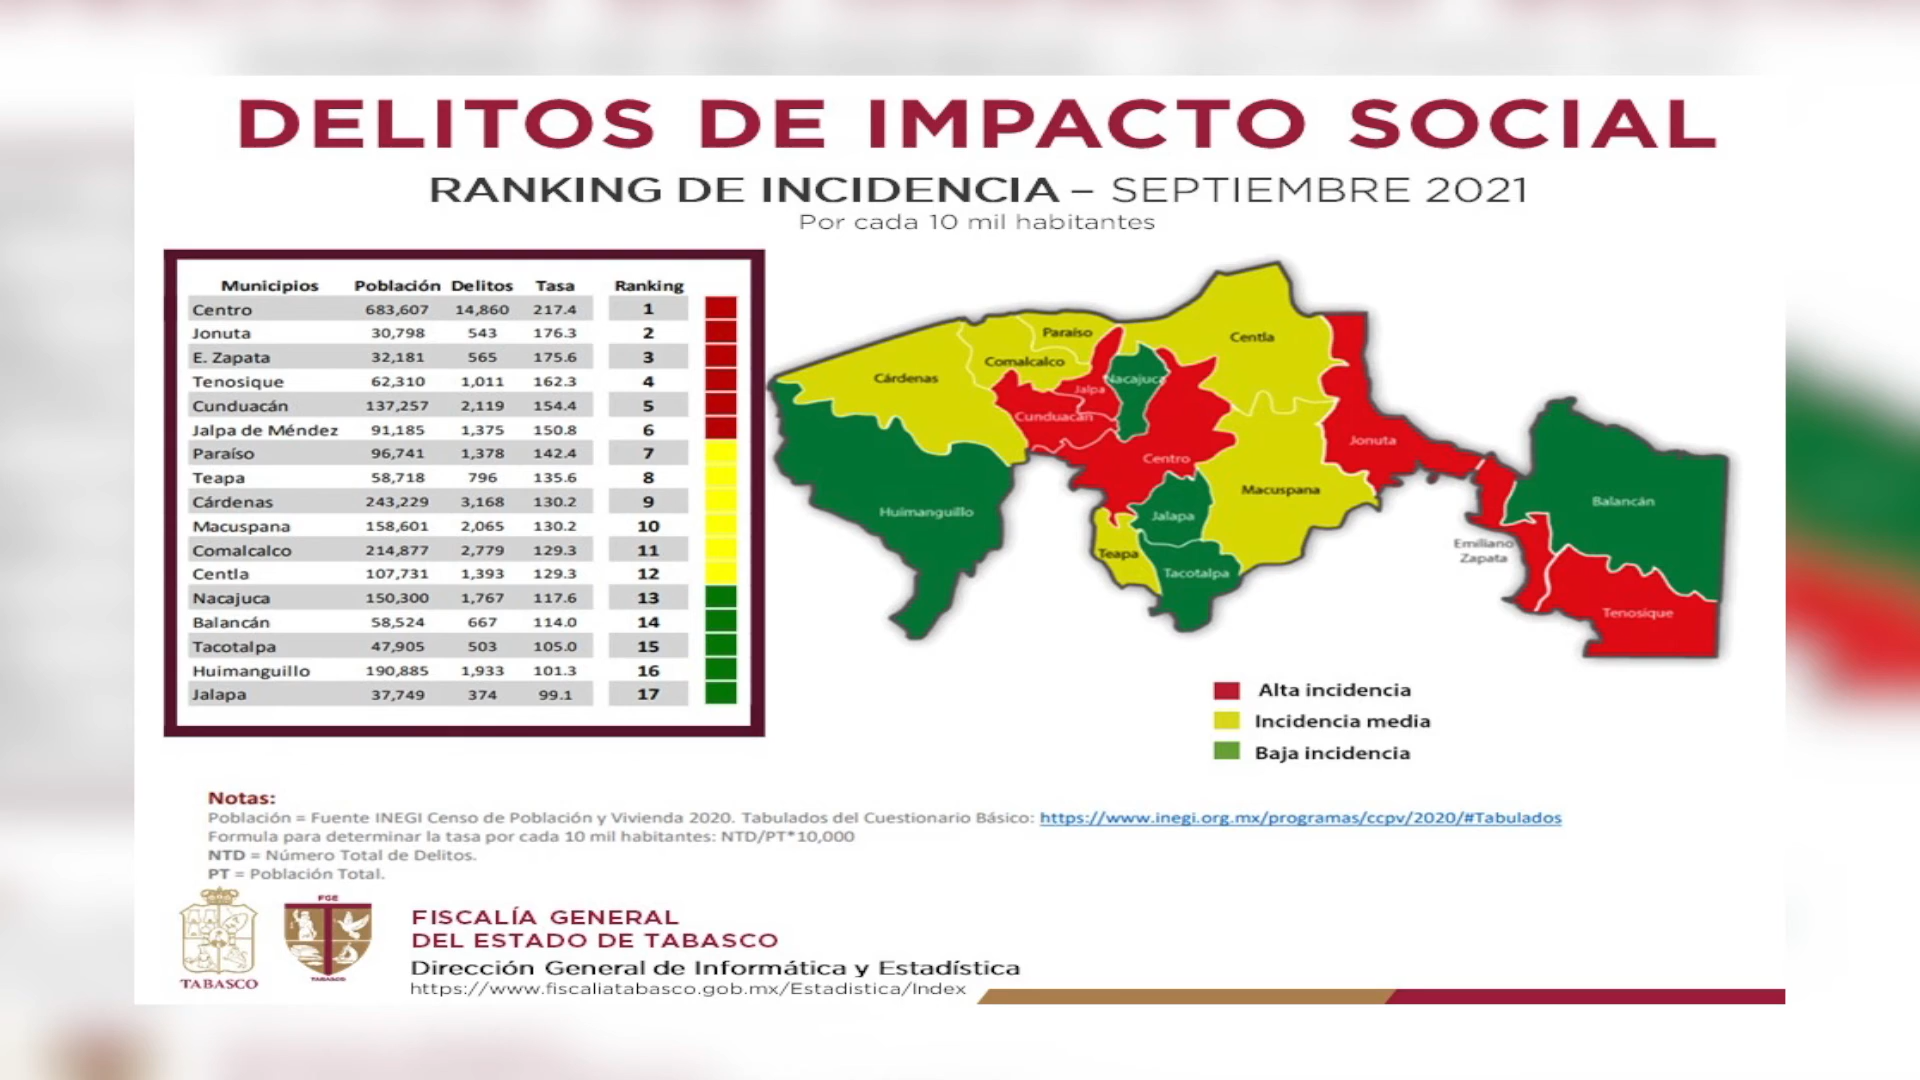 DELITOS DE IMPACTO SOCIAL
RANKING DE INCIDENCIA – SEPTIEMBRE 2021
Por cada 10 mil habitantes
Municipios Población Delitos Tasa Ranking
Centro 683,607 14,860 217.4 1
Jonuta 30,798 543 176.3 2
E. Zapata 32,181 565 175.6 3
Tenosique 62,310 1,011 162.3 4
Cunduacán 137,257 2,119 154.4 5
Jalpa de Méndez 91,185 1,375 150.8 6
Paraíso 96,741 1,378 142.4 7
Teapa 58,718 796 135.6 8
Cárdenas 243,229 3,168 130.2 9
Macuspana 158,601 2,065 130.2 10
Comalcalco 214,877 2,779 129.3 11
Centla 107,731 1,393 129.3 12
Nacajuca 150,300 1,767 117.6 13
Balancán 58,524 667 114.0 14
Tacotalpa 47,905 503 105.0 15
Huimanguillo 190,885 1,933 101.3 16
Jalapa 37,749 374 99.1 17
Paraíso
Centla
Comalcalco
Cárdenas
Nacajuca
Jalpa
Cunduacán
Jonuta
Centro
Macuspana
Balancán
Huimanguillo
Jalapa
Emiliano
Zapata
Teapa
Tacotalpa
Tenosique
Alta incidencia
Incidencia media
Baja incidencia
Notas:
Población = Fuente INEGI Censo de Población y Vivienda 2020. Tabulados del Cuestionario Básico: https://www.inegi.org.mx/programas/ccpv/2020/#Tabulados
Formula para determinar la tasa por cada 10 mil habitantes: NTD/PT*10,000
NTD = Número Total de Delitos.
PT = Población Total.
TABASCO
FGE
TABASCO
FISCALÍA GENERAL
DEL ESTADO DE TABASCO
Dirección General de Informática y Estadística
https://www.fiscaliatabasco.gob.mx/Estadistica/Index